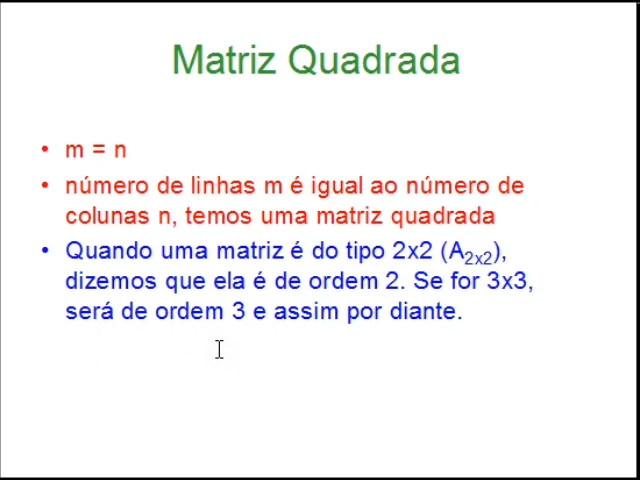 Matriz Quadrada
• m = n
• número de linhas m é igual ao número de
colunas n, temos uma matriz quadrada
• Quando uma matriz é do tipo 2x2 (A2x2),
dizemos que ela é de ordem 2. Se for 3x3,
será de ordem 3 e assim por diante.